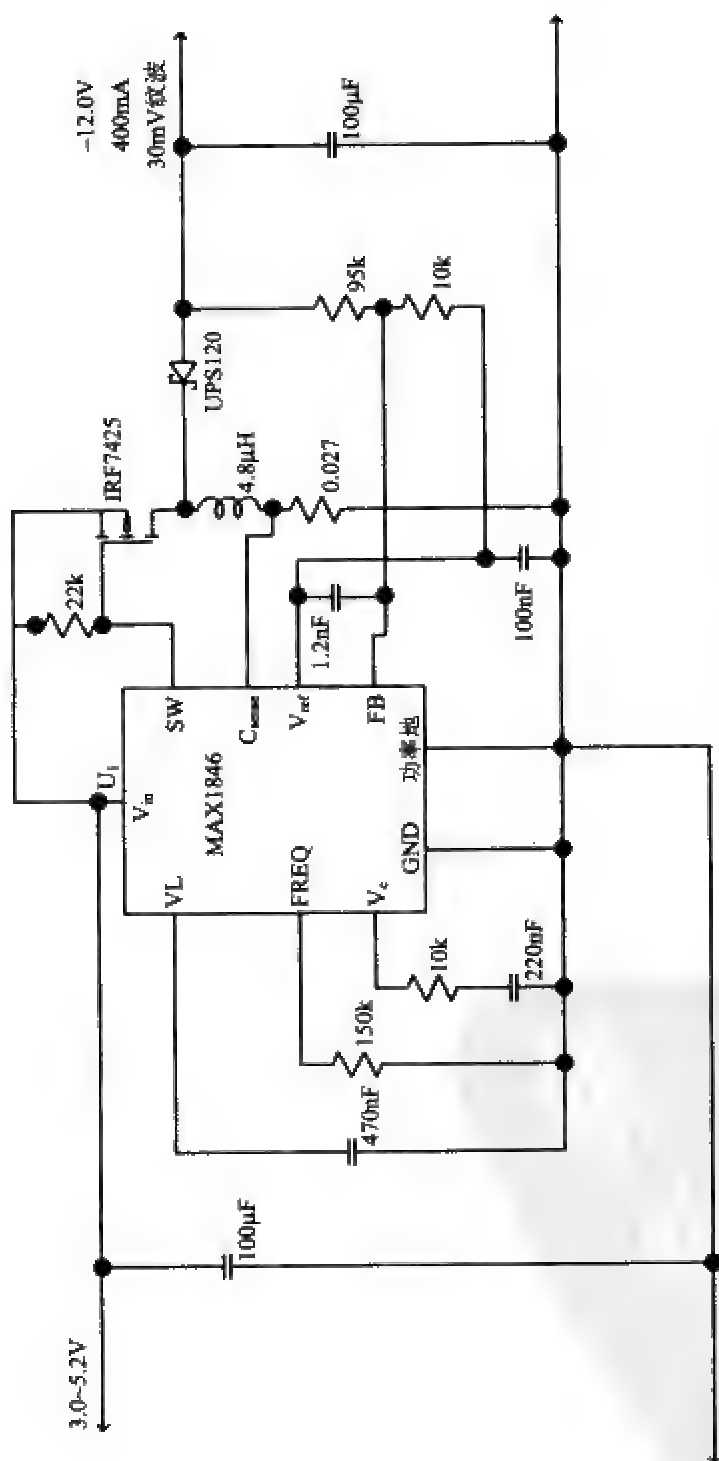 3.0~5.2V
100μF
470nF
150k
10k
220nF
VL
FREQ
Vc
GND
功率地
MAX1846
U1
Vin
SW
Csense
Vref
FB
22k
IRF7425
4.8μH
0.027
1.2nF
100nF
UPS120
95k
10k
−12.0V
400mA
30mV纹波
100μF